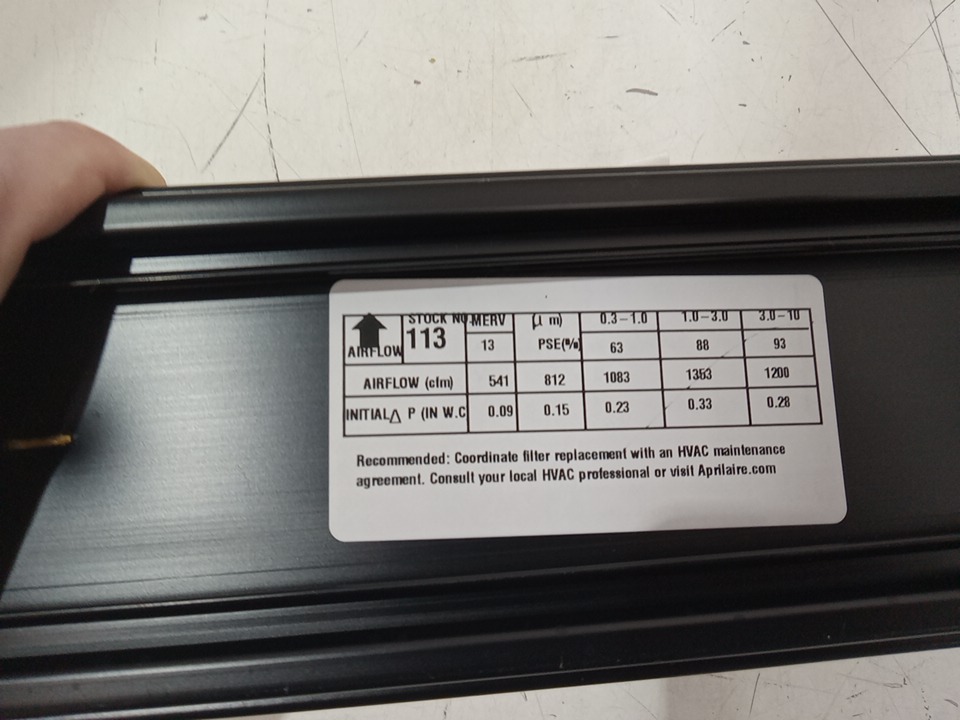 STOCK NO. MERV (μ m) 0.3-1.0 1.0-3.0 3.0-10
AIRFLOW 113 13 PSE(%) 63 88 93
AIRFLOW (cfm) 541 812 1083 1353 1200
INITIAL△ P (IN W.C 0.09 0.15 0.23 0.33 0.28
Recommended: Coordinate filter replacement with an HVAC maintenance
agreement. Consult your local HVAC professional or visit Aprilaire.com